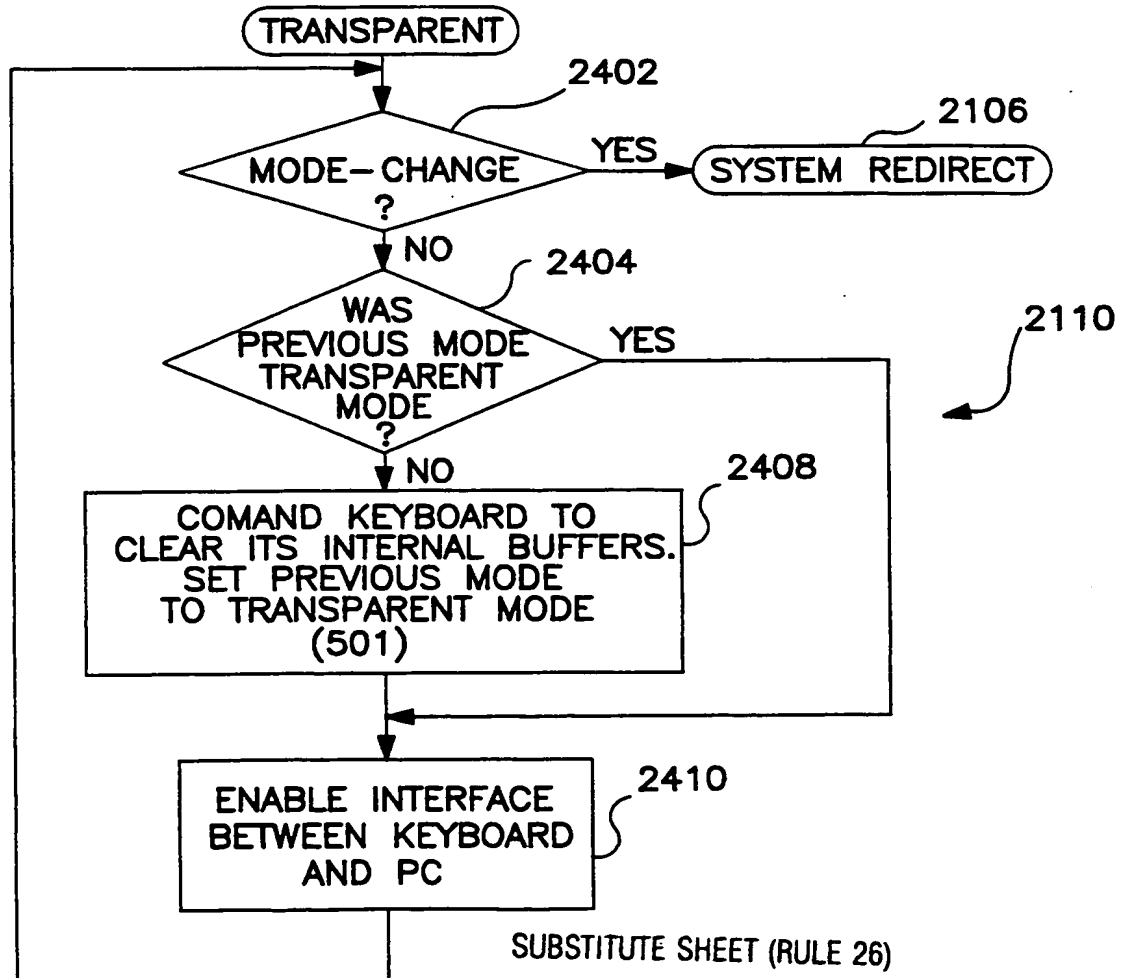 TRANSPARENT
2402
2106
MODE-CHANGE
?
YES
SYSTEM REDIRECT
NO
2404
WAS
PREVIOUS MODE
TRANSPARENT
MODE
?
YES
2110
NO
2408
COMAND KEYBOARD TO
CLEAR ITS INTERNAL BUFFERS.
SET PREVIOUS MODE
TO TRANSPARENT MODE
(501)
2410
ENABLE INTERFACE
BETWEEN KEYBOARD
AND PC
SUBSTITUTE SHEET (RULE 26)